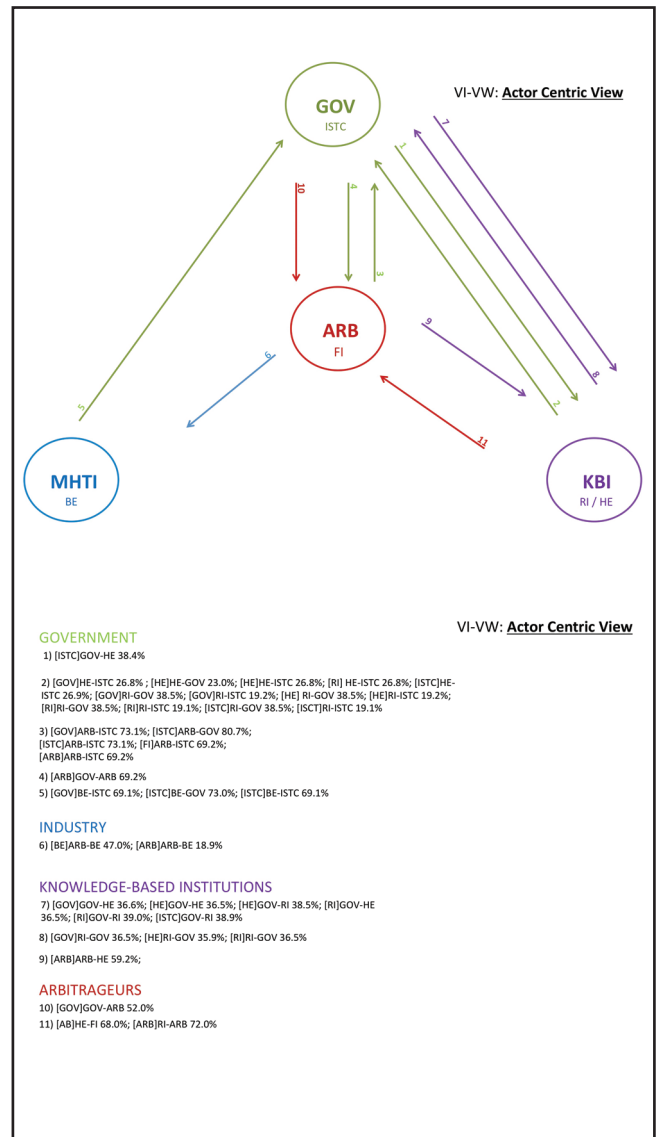 VI-VW: Actor Centric View
GOV
ISTC
7
1
10
4
3
8
ARB
FI
9
6
5
2
11
MHTI
BE
KBI
RI / HE
VI-VW: Actor Centric View
GOVERNMENT
1) [ISTC]GOV-HE 38.4%
2) [GOV]HE-ISTC 26.8% ; [HE]HE-GOV 23.0%; [HE]HE-ISTC 26.8%; [RI] HE-ISTC 26.8%; [ISTC]HE-
ISTC 26.9%; [GOV]RI-GOV 38.5%; [GOV]RI-ISTC 19.2%; [HE] RI-GOV 38.5%; [HE]RI-ISTC 19.2%;
[RI]RI-GOV 38.5%; [RI]RI-ISTC 19.1%; [ISTC]RI-GOV 38.5%; [ISCT]RI-ISTC 19.1%
3) [GOV]ARB-ISTC 73.1%; [ISTC]ARB-GOV 80.7%;
[ISTC]ARB-ISTC 73.1%; [FI]ARB-ISTC 69.2%;
[ARB]ARB-ISTC 69.2%
4) [ARB]GOV-ARB 69.2%
5) [GOV]BE-ISTC 69.1%; [ISTC]BE-GOV 73.0%; [ISTC]BE-ISTC 69.1%
INDUSTRY
6) [BE]ARB-BE 47.0%; [ARB]ARB-BE 18.9%
KNOWLEDGE-BASED INSTITUTIONS
7) [GOV]GOV-HE 36.6%; [HE]GOV-HE 36.5%; [HE]GOV-RI 38.5%; [RI]GOV-HE
36.5%; [RI]GOV-RI 39.0%; [ISTC]GOV-RI 38.9%
8) [GOV]RI-GOV 36.5%; [HE]RI-GOV 35.9%; [RI]RI-GOV 36.5%
9) [ARB]ARB-HE 59.2%;
ARBITRAGEURS
10) [GOV]GOV-ARB 52.0%
11) [AB]HE-FI 68.0%; [ARB]RI-ARB 72.0%